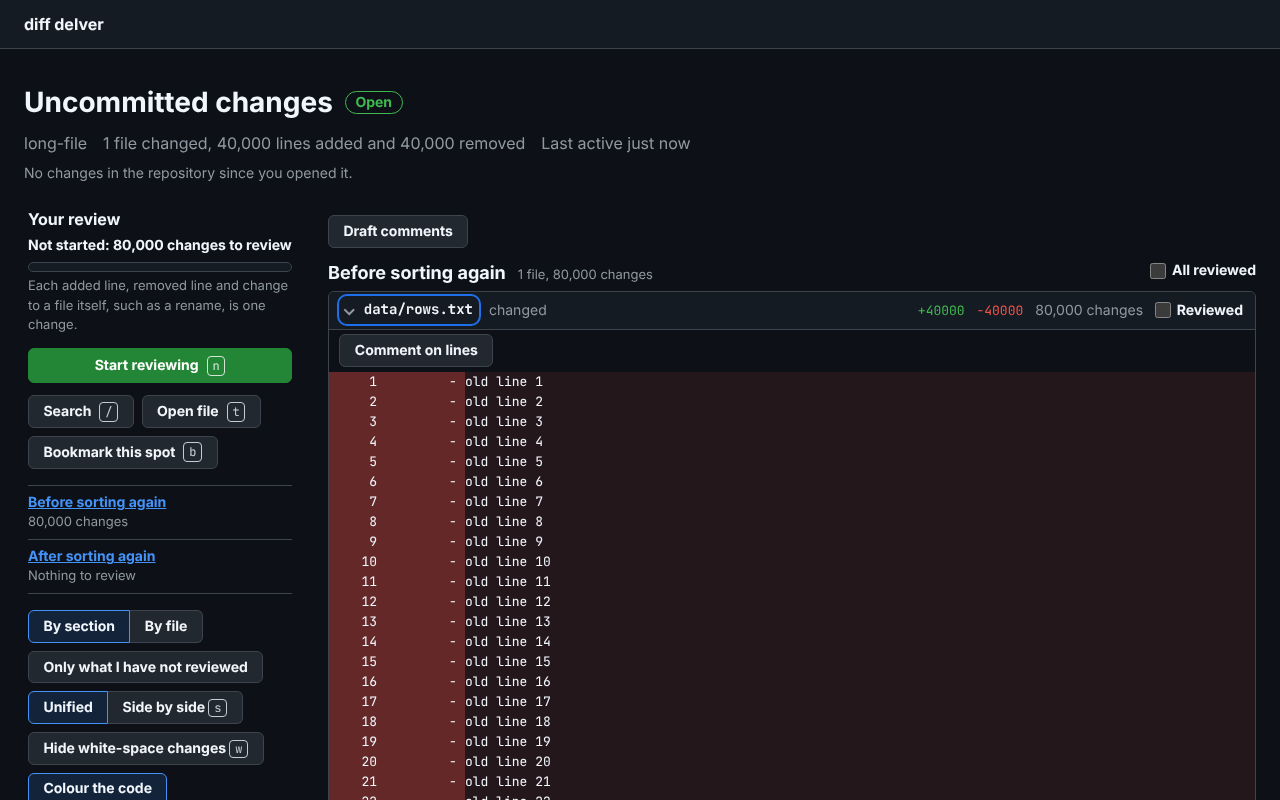 diff delver
Uncommitted changes Open
long-file 1 file changed, 40,000 lines added and 40,000 removed Last active just now
No changes in the repository since you opened it.
Your review
Not started: 80,000 changes to review
Each added line, removed line and change
to a file itself, such as a rename, is one
change.
Start reviewing n
Search / Open file t
Bookmark this spot b
Before sorting again
80,000 changes
After sorting again
Nothing to review
By section By file
Only what I have not reviewed
Unified Side by side s
Hide white-space changes w
Colour the code
Draft comments
Before sorting again 1 file, 80,000 changes All reviewed
data/rows.txt changed +40000 -40000 80,000 changes Reviewed
Comment on lines
1 - old line 1
2 - old line 2
3 - old line 3
4 - old line 4
5 - old line 5
6 - old line 6
7 - old line 7
8 - old line 8
9 - old line 9
10 - old line 10
11 - old line 11
12 - old line 12
13 - old line 13
14 - old line 14
15 - old line 15
16 - old line 16
17 - old line 17
18 - old line 18
19 - old line 19
20 - old line 20
21 - old line 21